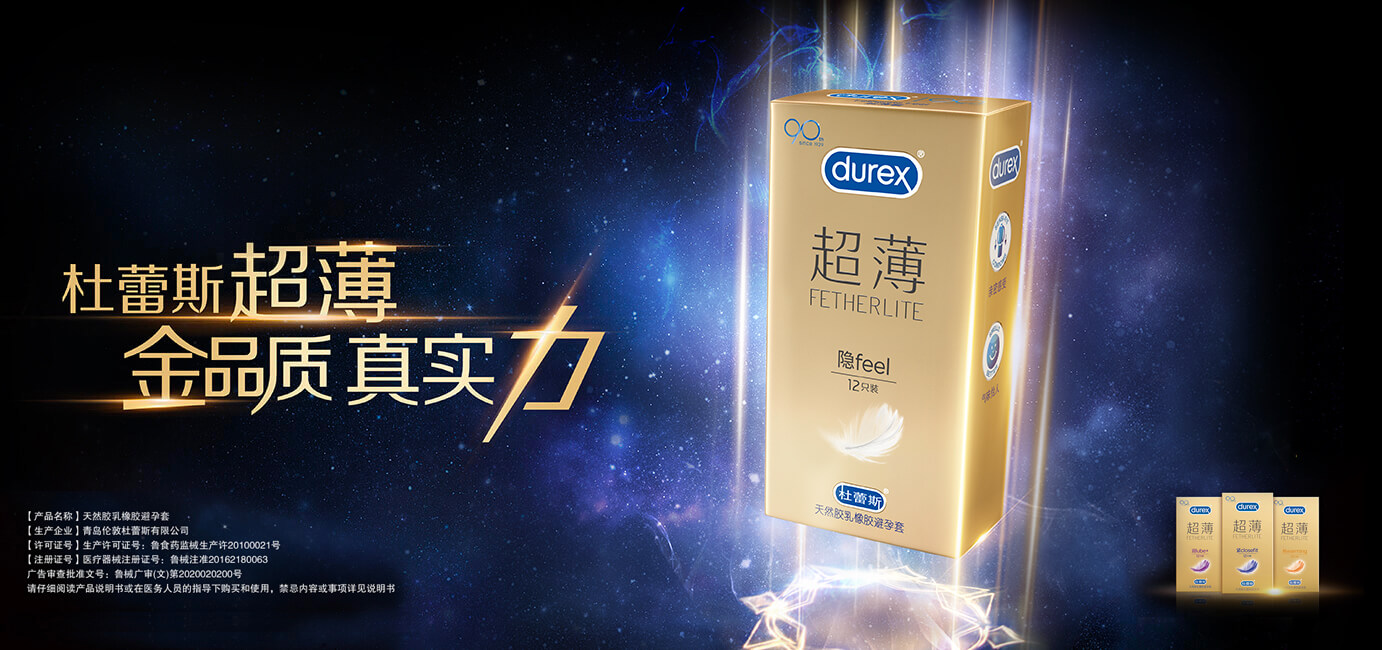 杜蕾斯超薄
金品质 真实力
【产品名称】天然胶乳橡胶避孕套
【生产企业】青岛伦敦杜蕾斯有限公司
【许可证号】生产许可证号：鲁食药监械生产许20100021号
【注册证号】医疗器械注册证号：鲁械注准20162180063
广告审查批准文号：鲁械广审(文)第2020020200号
请仔细阅读产品说明书或在医务人员的指导下购买和使用，禁忌内容或事项详见说明书
durex
90th
since 1929
durex®
超薄
FETHERLITE
隐feel
12只装
杜蕾斯®
天然胶乳橡胶避孕套
durex
durex
超薄
FETHERLITE
durex
超薄
FETHERLITE
durex
超薄
FETHERLITE